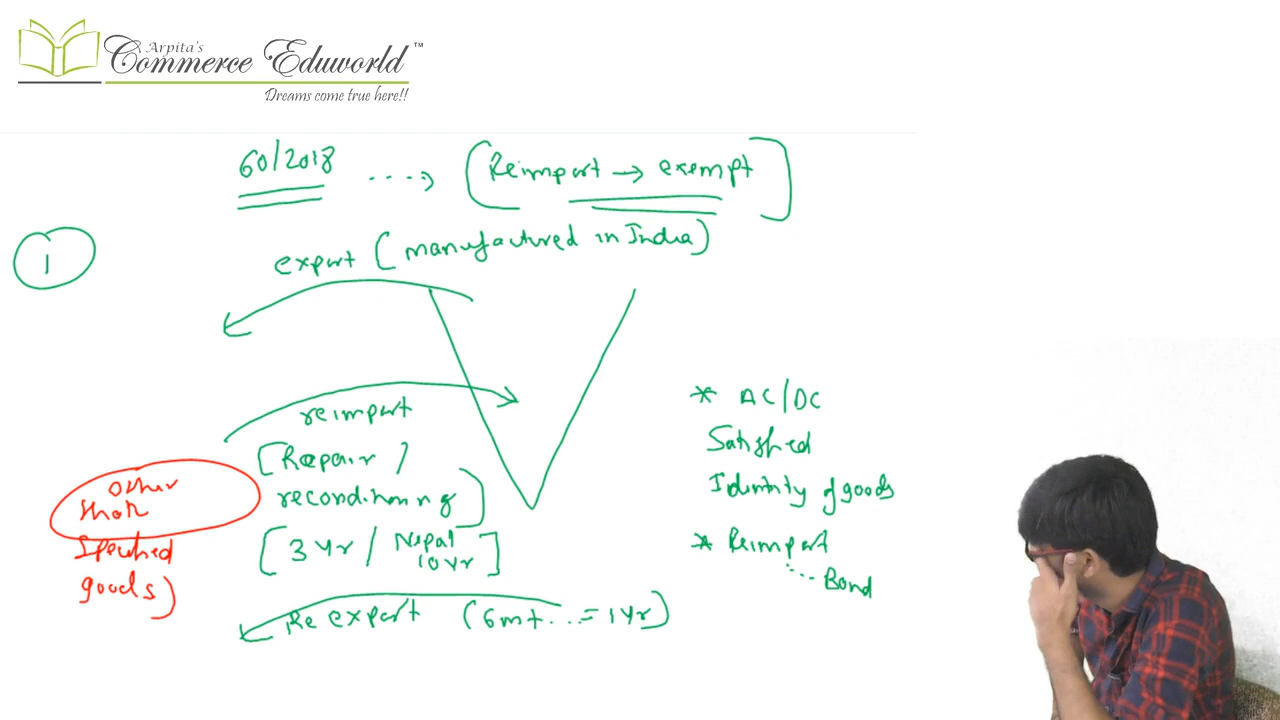 Arpita's
Commerce Eduworld™
Dreams come true here!!
60/2018 ....→ [Reimport → exempt]
1
export (manufactured in India)
reimport
[Repair /
reconditioning]
[3 Yr / Nepal 10 yr]
Re export (6mt...=1 Yr)
other
than
Specified
goods)
* AC/DC
Satisfied
Identity of goods
* Reimport
... Bond